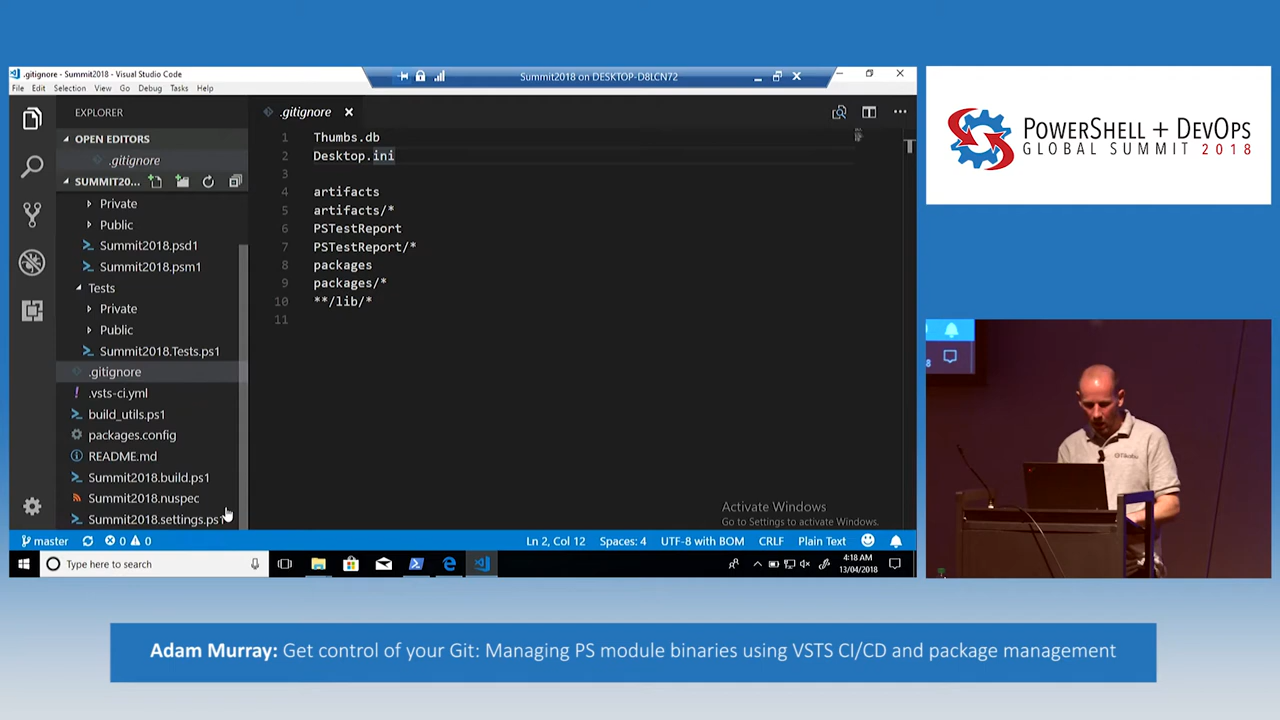 .gitignore - Summit2018 - Visual Studio Code
Summit2018 on DESKTOP-D8LCN72
File Edit Selection View Go Debug Tasks Help
EXPLORER
.gitignore
OPEN EDITORS
.gitignore
SUMMIT20...
Private
Public
Summit2018.psd1
Summit2018.psm1
Tests
Private
Public
Summit2018.Tests.ps1
.gitignore
.vsts-ci.yml
build_utils.ps1
packages.config
README.md
Summit2018.build.ps1
Summit2018.nuspec
Summit2018.settings.ps1
1 Thumbs.db
2 Desktop.ini
3
4 artifacts
5 artifacts/*
6 PSTestReport
7 PSTestReport/*
8 packages
9 packages/*
10 **/lib/*
11
Activate Windows
Go to Settings to activate Windows.
master 0 0 Ln 2, Col 12 Spaces: 4 UTF-8 with BOM CRLF Plain Text
Type here to search
4:18 AM
13/04/2018
POWERSHELL + DEVOPS
GLOBAL SUMMIT 2018
Adam Murray: Get control of your Git: Managing PS module binaries using VSTS CI/CD and package management